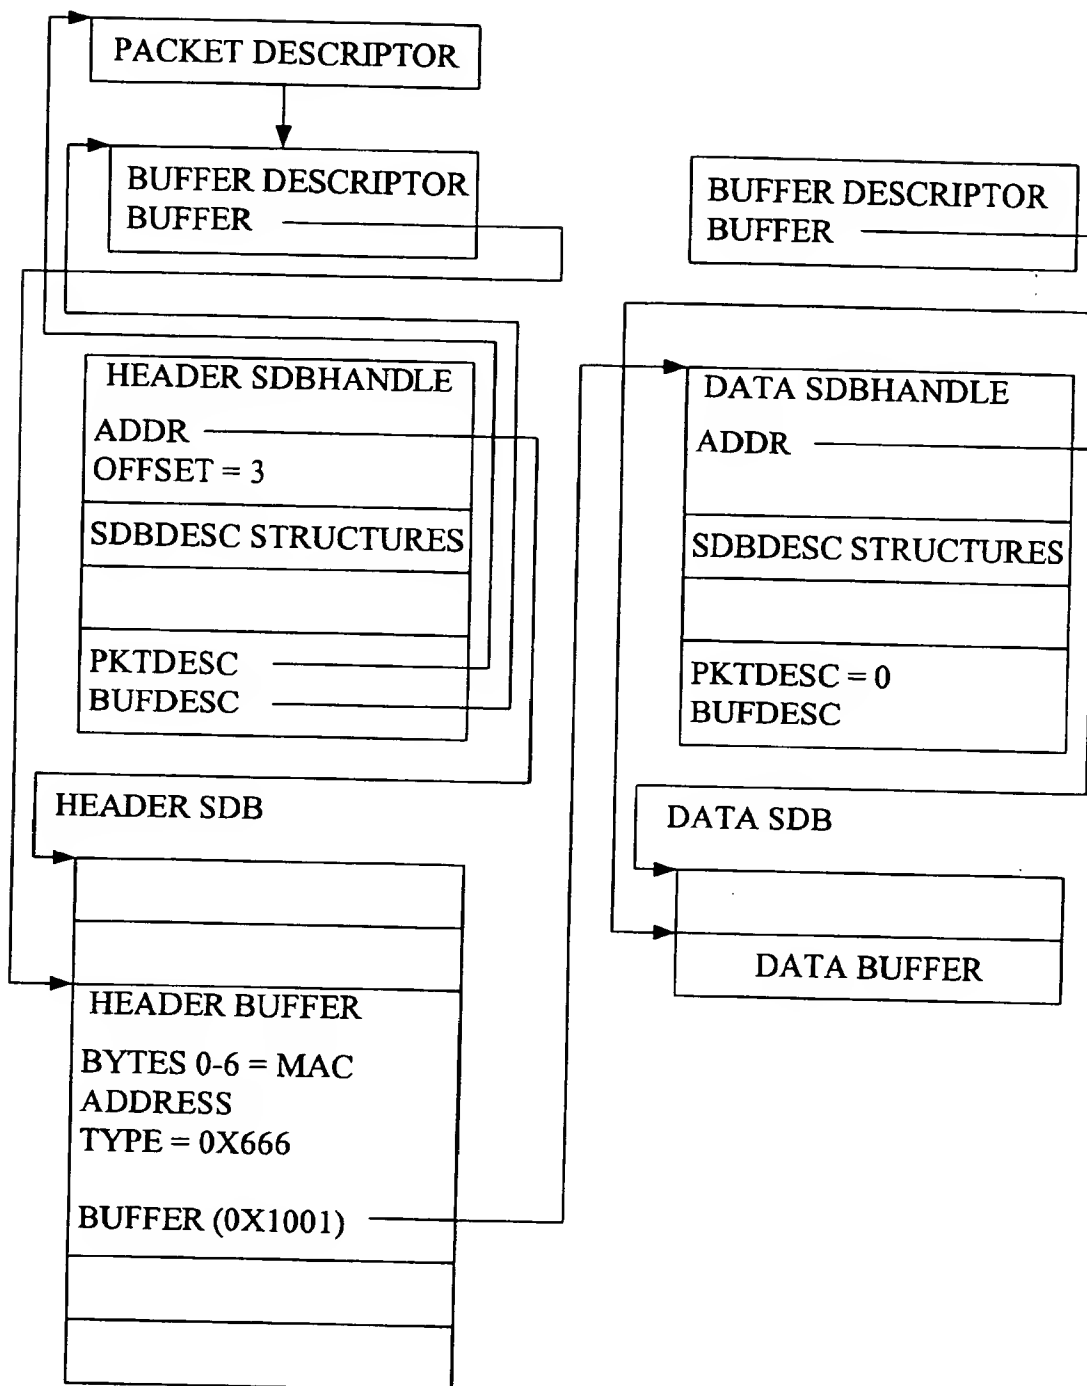 PACKET DESCRIPTOR
BUFFER DESCRIPTOR
BUFFER
HEADER SDBHANDLE
ADDR
OFFSET = 3
SDBDESC STRUCTURES
PKTDESC
BUFDESC
HEADER SDB
HEADER BUFFER
BYTES 0-6 = MAC
ADDRESS
TYPE = 0X666
BUFFER (0X1001)
BUFFER DESCRIPTOR
BUFFER
DATA SDBHANDLE
ADDR
SDBDESC STRUCTURES
PKTDESC = 0
BUFDESC
DATA SDB
DATA BUFFER